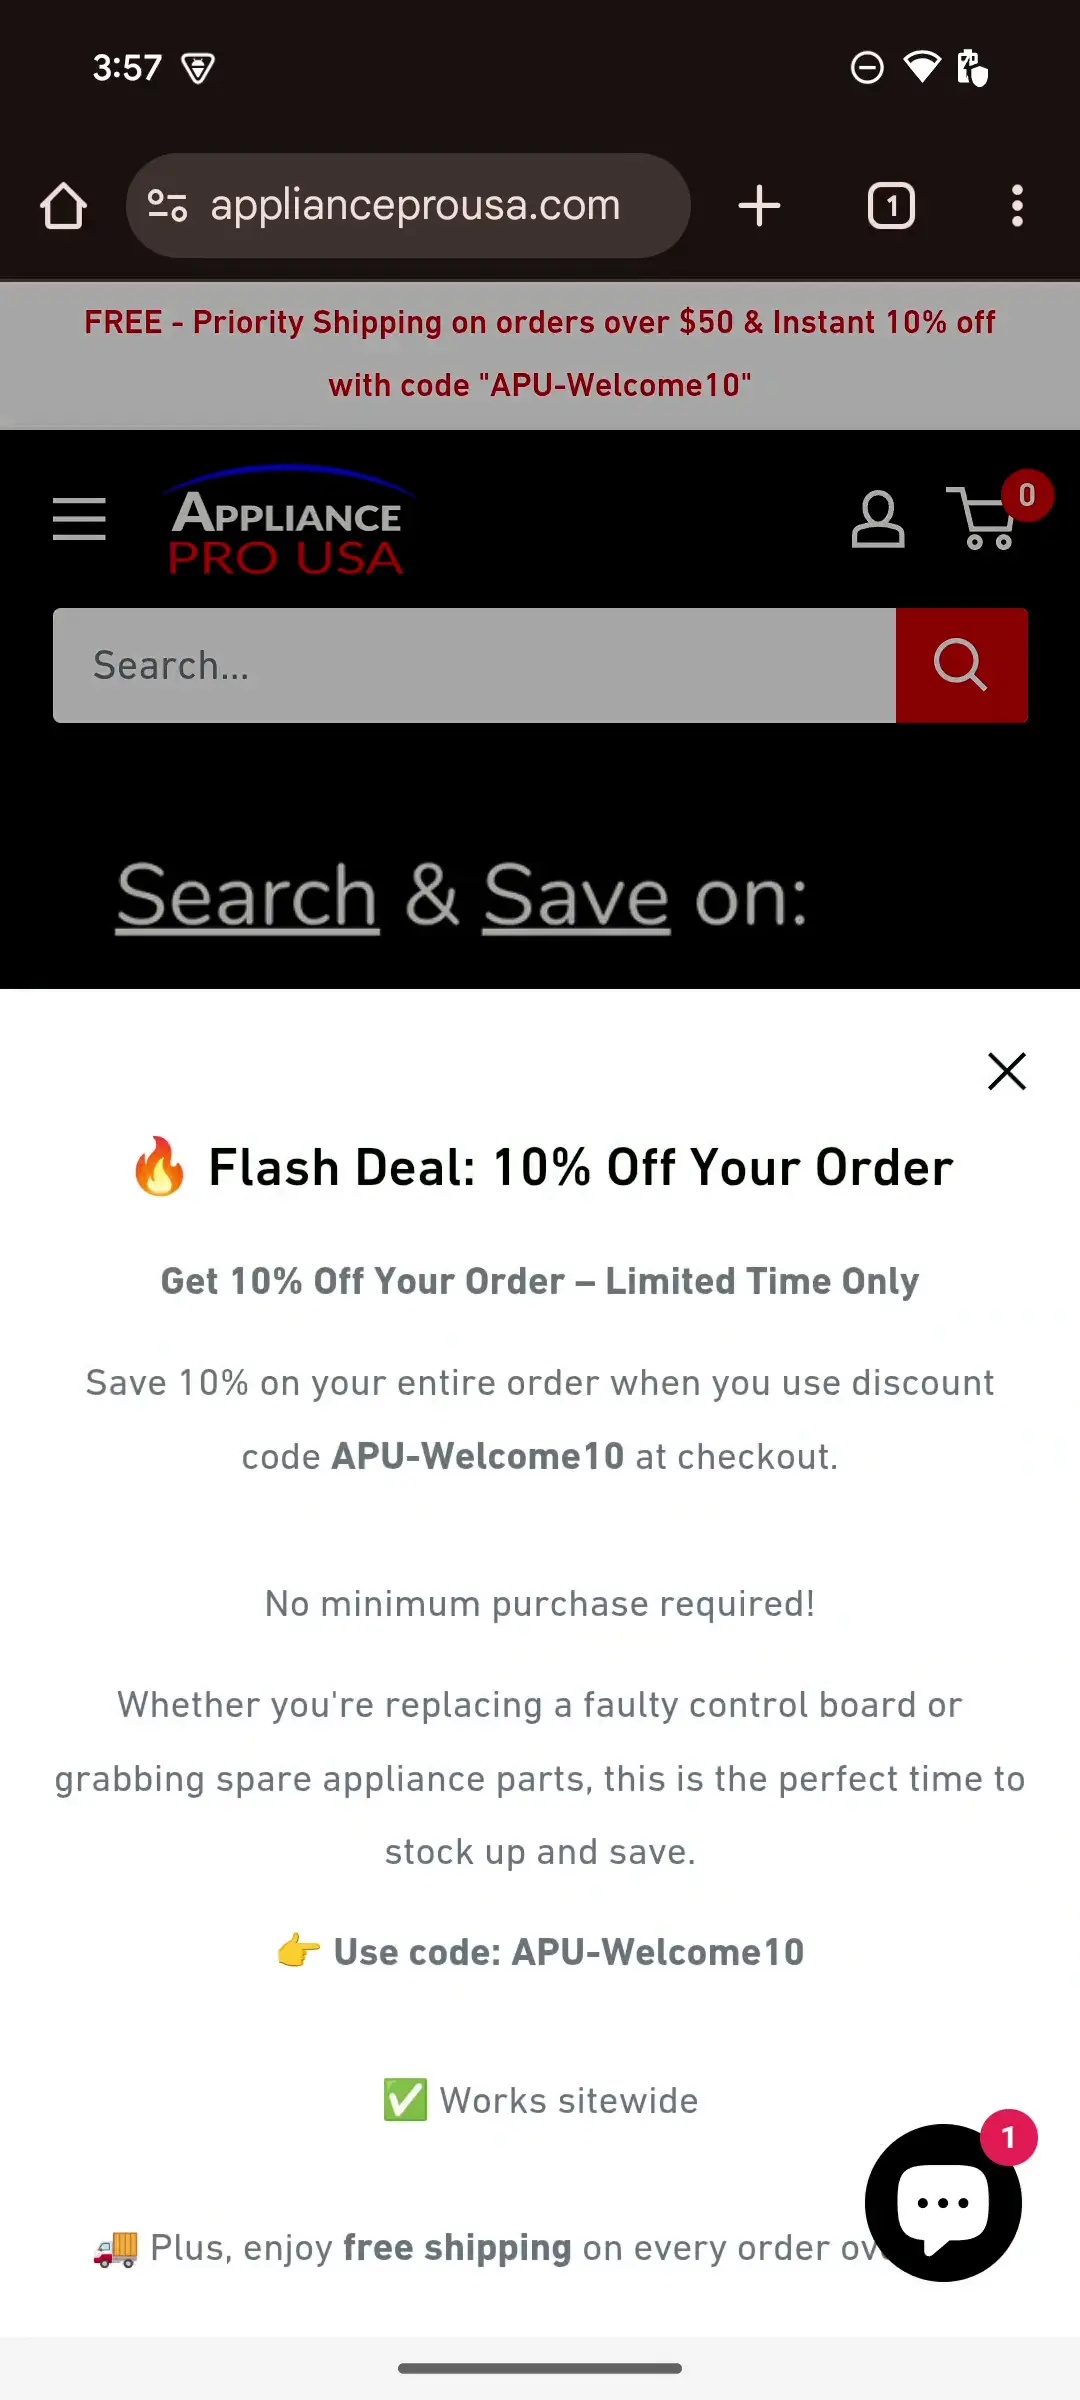 3:57
applianceprousa.com
1
FREE - Priority Shipping on orders over $50 & Instant 10% off
with code "APU-Welcome10"
APPLIANCE
PRO USA
0
Search...
Search & Save on:
🔥 Flash Deal: 10% Off Your Order
Get 10% Off Your Order – Limited Time Only
Save 10% on your entire order when you use discount
code APU-Welcome10 at checkout.
No minimum purchase required!
Whether you're replacing a faulty control board or
grabbing spare appliance parts, this is the perfect time to
stock up and save.
👉 Use code: APU-Welcome10
✅ Works sitewide
1
🚚 Plus, enjoy free shipping on every order